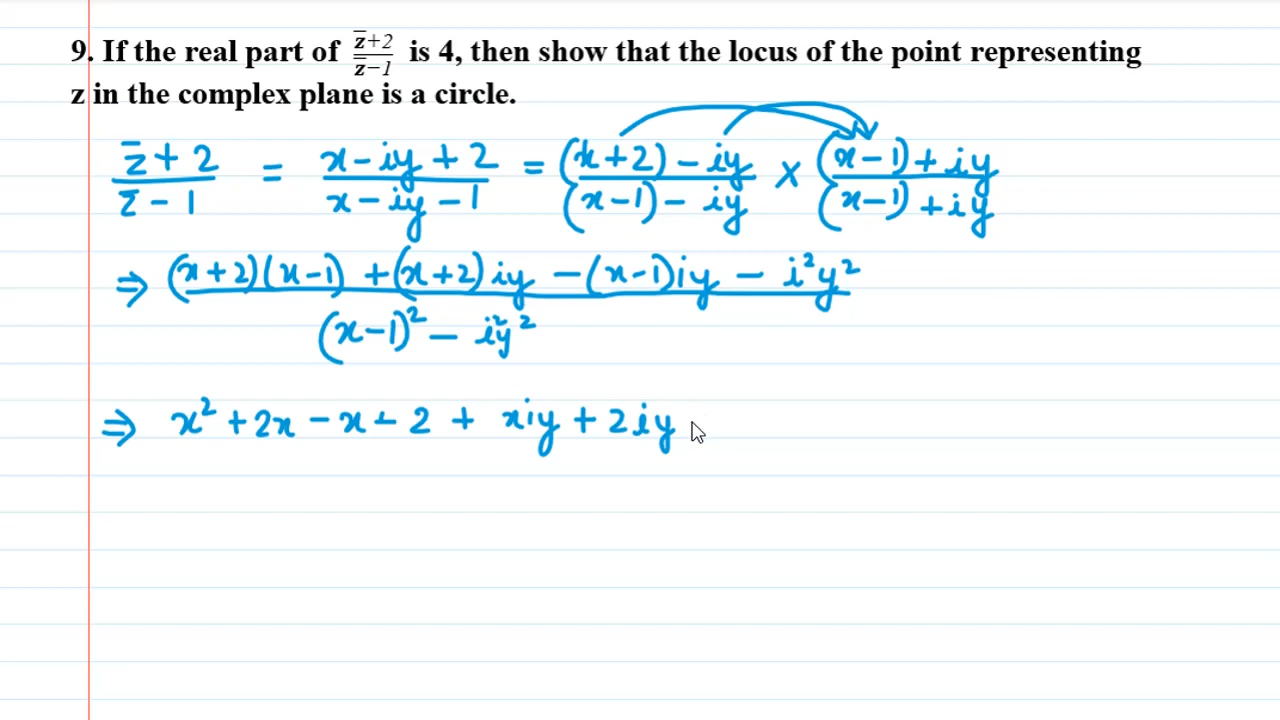 9. If the real part of (z̄+2)/(z̄−1) is 4, then show that the locus of the point representing
z in the complex plane is a circle.
(z̄ + 2)/(z̄ − 1) = (x − iy + 2)/(x − iy − 1) = ((x+2) − iy)/((x−1) − iy) × ((x−1) + iy)/((x−1) + iy)
⇒ ((x+2)(x−1) + (x+2)iy − (x−1)iy − i²y²)/((x−1)² − i²y²)
⇒ x² + 2x − x − 2 + xiy + 2iy